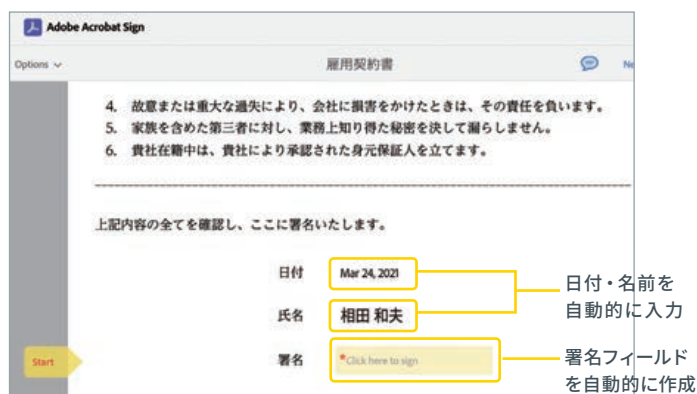 Adobe Acrobat Sign
Options
雇用契約書
4. 故意または重大な過失により、会社に損害をかけたときは、その責任を負います。
5. 家族を含めた第三者に対し、業務上知り得た秘密を決して漏らしません。
6. 貴社在籍中は、貴社により承認された身元保証人を立てます。
上記内容の全てを確認し、ここに署名いたします。
日付 Mar 24, 2021
氏名 相田 和夫
日付・名前を
自動的に入力
Start
署名 *Click here to sign
署名フィールド
を自動的に作成